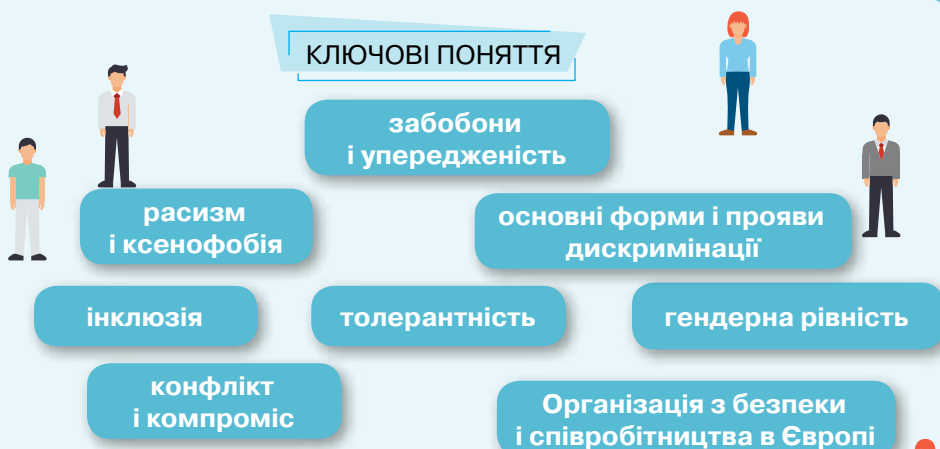 КЛЮЧОВІ ПОНЯТТЯ
забобони
і упередженість
расизм
і ксенофобія
основні форми і прояви
дискримінації
інклюзія
толерантність
гендерна рівність
конфлікт
і компроміс
Організація з безпеки
і співробітництва в Європі